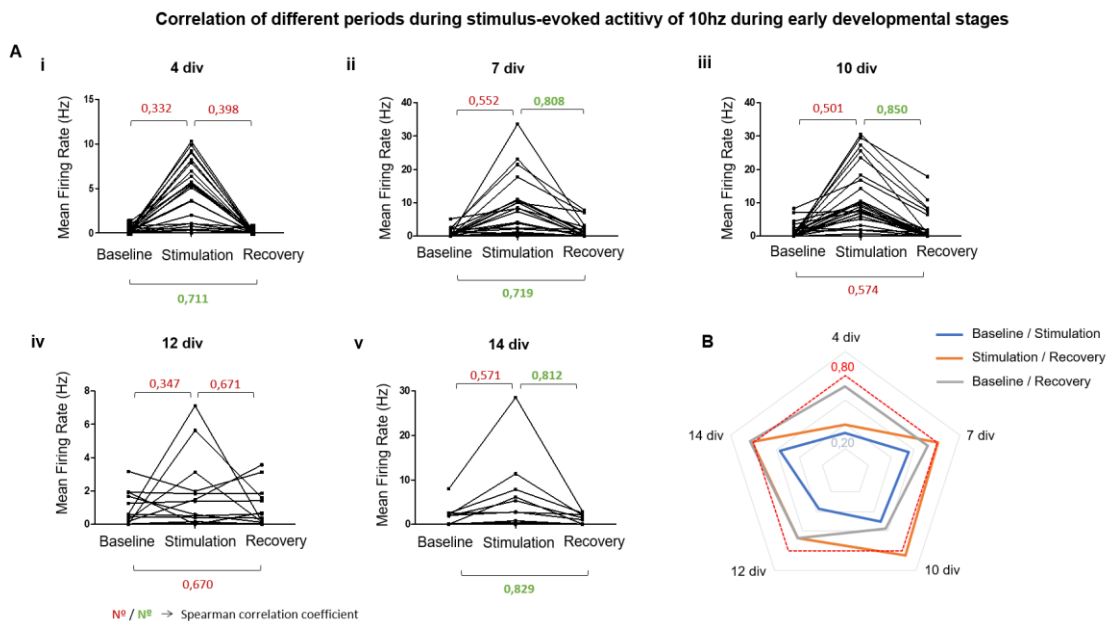 Correlation of different periods during stimulus-evoked actitivy of 10hz during early developmental stages
A
i
4 div
0,332
0,398
Mean Firing Rate (Hz)
15
10
5
0
Baseline
Stimulation
Recovery
0,711
ii
7 div
0,552
0,808
Mean Firing Rate (Hz)
40
30
20
10
0
Baseline
Stimulation
Recovery
0,719
iii
10 div
0,501
0,850
Mean Firing Rate (Hz)
40
30
20
10
0
Baseline
Stimulation
Recovery
0,574
iv
12 div
0,347
0,671
Mean Firing Rate (Hz)
8
6
4
2
0
Baseline
Stimulation
Recovery
0,670
v
14 div
0,571
0,812
Mean Firing Rate (Hz)
30
20
10
0
Baseline
Stimulation
Recovery
0,829
Nº / Nº → Spearman correlation coefficient
B
4 div
0,80
7 div
14 div
0,20
12 div
10 div
Baseline / Stimulation
Stimulation / Recovery
Baseline / Recovery